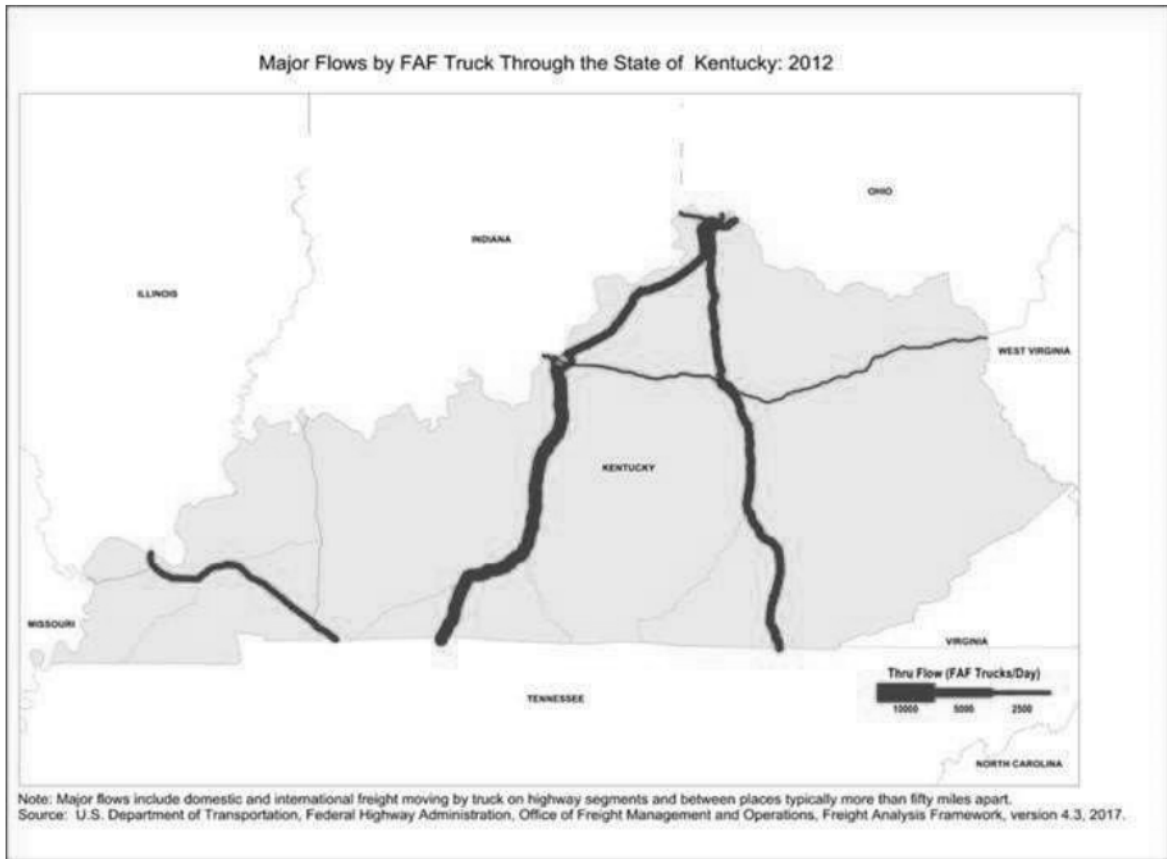 Major Flows by FAF Truck Through the State of Kentucky: 2012
OHIO
INDIANA
ILLINOIS
WEST VIRGINIA
KENTUCKY
MISSOURI
VIRGINIA
Thru Flow (FAF Trucks/Day)
10000 5000 2500
TENNESSEE
NORTH CAROLINA
Note: Major flows include domestic and international freight moving by truck on highway segments and between places typically more than fifty miles apart.
Source: U.S. Department of Transportation, Federal Highway Administration, Office of Freight Management and Operations, Freight Analysis Framework, version 4.3, 2017.